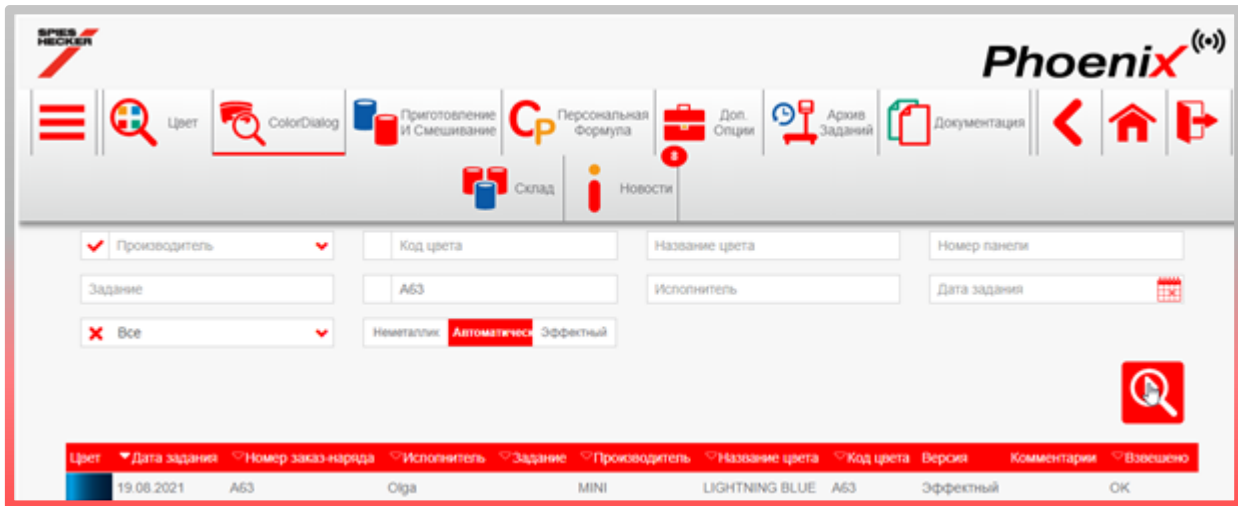 SPIES
HECKER
Phoenix
Цвет
ColorDialog
Приготовление
И Смешивание
Cp Персональная
Формула
Доп.
Опции
Архив
Заданий
Документация
8
Склад
Новости
Производитель
Код цвета
Название цвета
Номер панели
Задание
A63
Исполнитель
Дата задания
Все
Неметаллик Автоматическ Эффектный
Цвет Дата задания Номер заказ-наряда Исполнитель Задание Производитель Название цвета Код цвета Версия Комментарии Взвешено
19.08.2021 A63 Olga MINI LIGHTNING BLUE A63 Эффектный OK